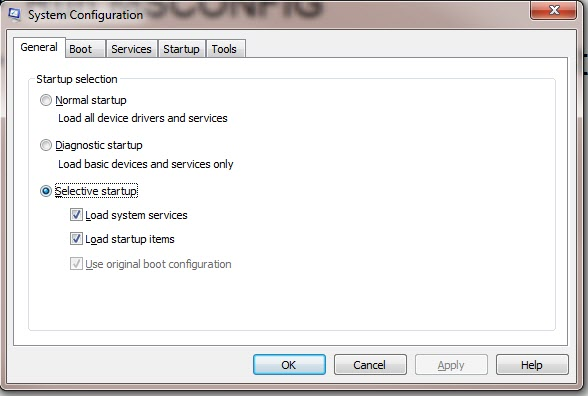 MSCONFIG
System Configuration
General Boot Services Startup Tools
Startup selection
Normal startup
Load all device drivers and services
Diagnostic startup
Load basic devices and services only
Selective startup
Load system services
Load startup items
Use original boot configuration
OK Cancel Apply Help